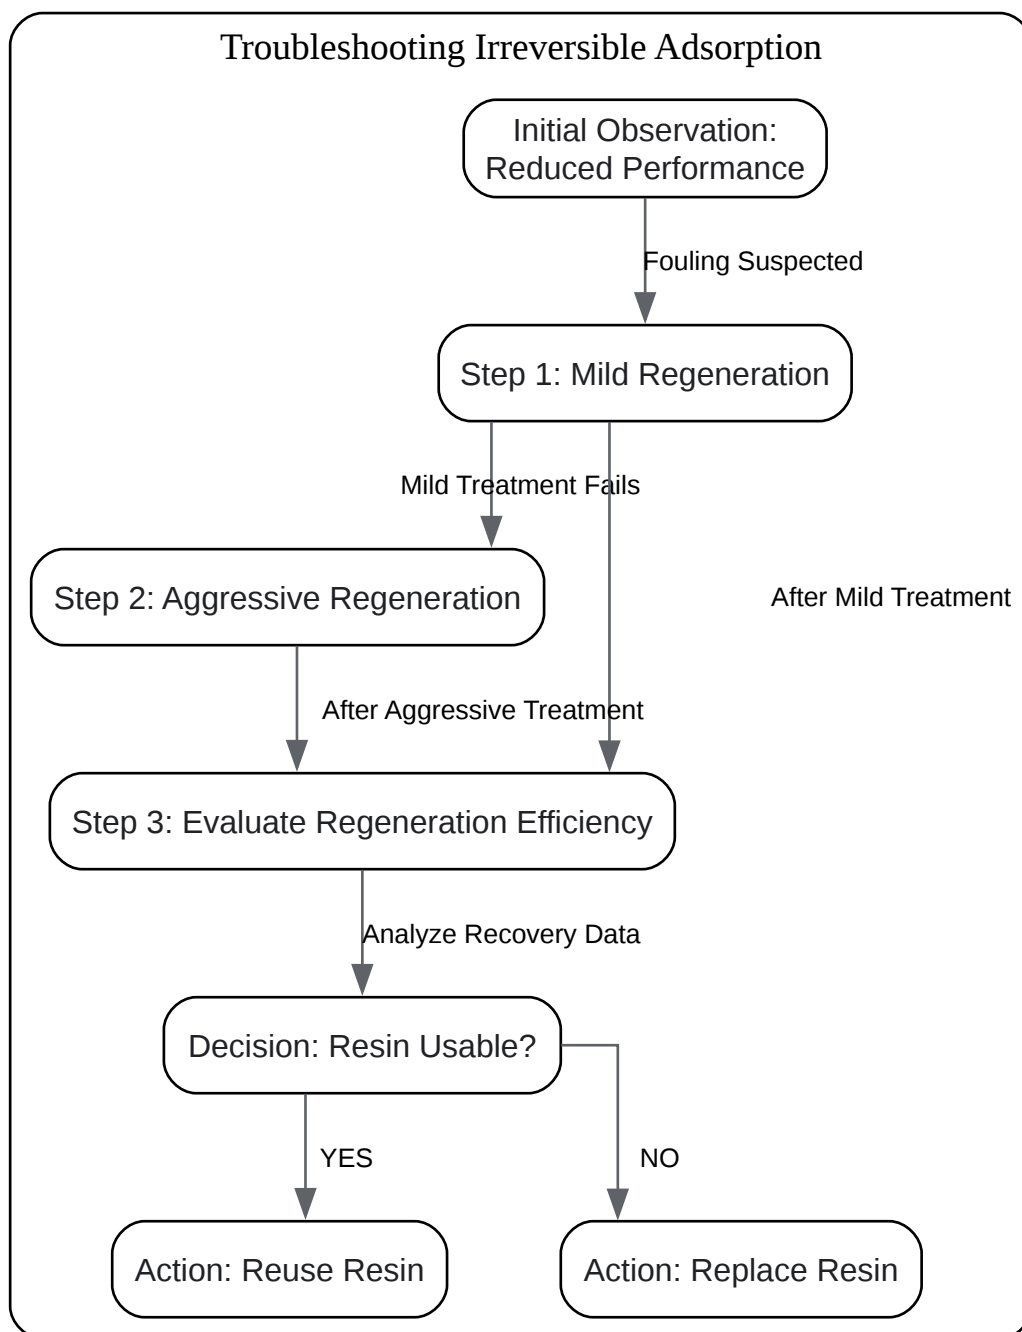 Troubleshooting Irreversible Adsorption
Initial Observation:
Reduced Performance
Fouling Suspected
Step 1: Mild Regeneration
Mild Treatment Fails
Step 2: Aggressive Regeneration
After Mild Treatment
After Aggressive Treatment
Step 3: Evaluate Regeneration Efficiency
Analyze Recovery Data
Decision: Resin Usable?
YES
NO
Action: Reuse Resin
Action: Replace Resin